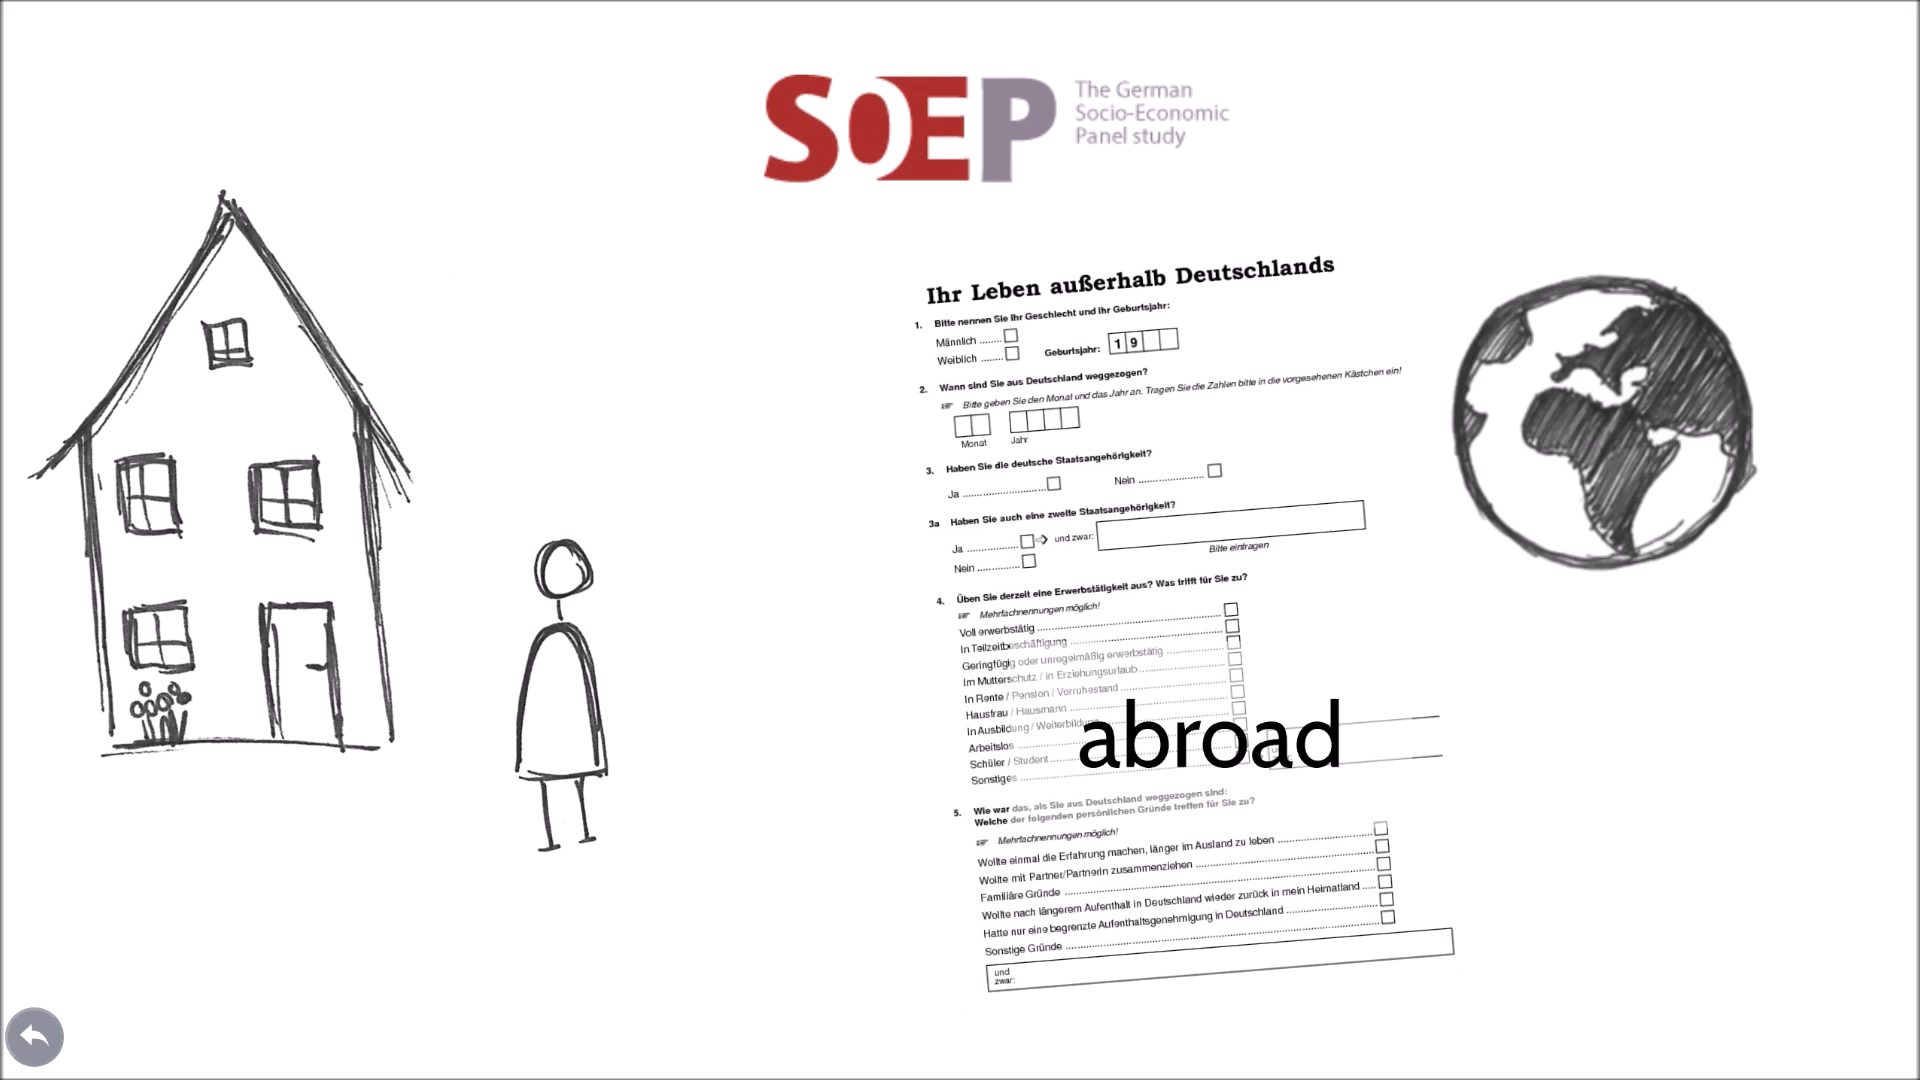 SOEP
The German
Socio-Economic
Panel study
Ihr Leben außerhalb Deutschlands
1. Bitte nennen Sie Ihr Geschlecht und Ihr Geburtsjahr:
Männlich ........
Weiblich ........ Geburtsjahr: 1 9
2. Wann sind Sie aus Deutschland weggezogen?
☞ Bitte geben Sie den Monat und das Jahr an. Tragen Sie die Zahlen bitte in die vorgesehenen Kästchen ein!
Monat Jahr
3. Haben Sie die deutsche Staatsangehörigkeit?
Ja ............................ Nein ......................
3a Haben Sie auch eine zweite Staatsangehörigkeit?
Ja ................. ⇨ und zwar:
Bitte eintragen
Nein ..............
4. Üben Sie derzeit eine Erwerbstätigkeit aus? Was trifft für Sie zu?
☞ Mehrfachnennungen möglich!
Voll erwerbstätig
In Teilzeitbeschäftigung
Geringfügig oder unregelmäßig erwerbstätig
Im Mutterschutz / in Erziehungsurlaub
In Rente / Pension / Vorruhestand
Hausfrau / Hausmann
In Ausbildung / Weiterbildung
Arbeitslos
Schüler / Student
Sonstiges
abroad
5. Wie war das, als Sie aus Deutschland weggezogen sind:
Welche der folgenden persönlichen Gründe treffen für Sie zu?
☞ Mehrfachnennungen möglich!
Wollte einmal die Erfahrung machen, länger im Ausland zu leben
Wollte mit Partner/Partnerin zusammenziehen
Familiäre Gründe
Wollte nach längerem Aufenthalt in Deutschland wieder zurück in mein Heimatland
Hatte nur eine begrenzte Aufenthaltsgenehmigung in Deutschland
Sonstige Gründe
und
zwar: